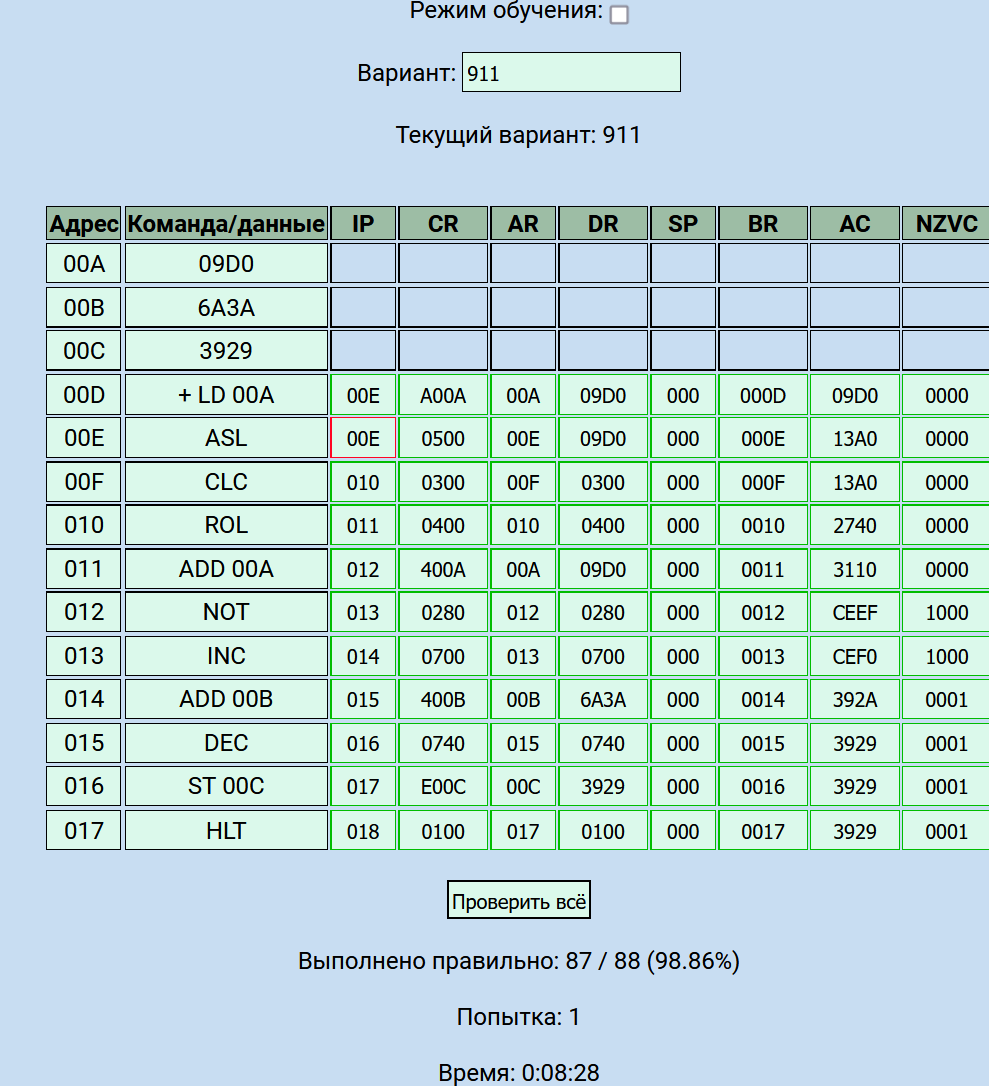 Режим обучения:
Вариант: 911
Текущий вариант: 911
Адрес Команда/данные IP CR AR DR SP BR AC NZVC
00A 09D0
00B 6A3A
00C 3929
00D + LD 00A 00E A00A 00A 09D0 000 000D 09D0 0000
00E ASL 00E 0500 00E 09D0 000 000E 13A0 0000
00F CLC 010 0300 00F 0300 000 000F 13A0 0000
010 ROL 011 0400 010 0400 000 0010 2740 0000
011 ADD 00A 012 400A 00A 09D0 000 0011 3110 0000
012 NOT 013 0280 012 0280 000 0012 CEEF 1000
013 INC 014 0700 013 0700 000 0013 CEF0 1000
014 ADD 00B 015 400B 00B 6A3A 000 0014 392A 0001
015 DEC 016 0740 015 0740 000 0015 3929 0001
016 ST 00C 017 E00C 00C 3929 000 0016 3929 0001
017 HLT 018 0100 017 0100 000 0017 3929 0001
Проверить всё
Выполнено правильно: 87 / 88 (98.86%)
Попытка: 1
Время: 0:08:28